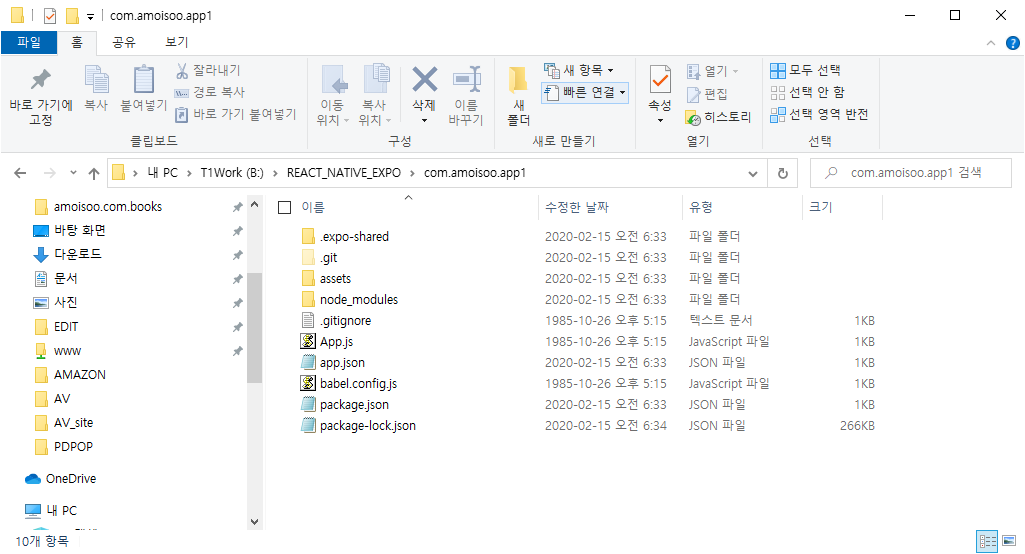 com.amoisoo.app1
파일 홈 공유 보기
바로 가기에 고정
복사
붙여넣기
잘라내기
경로 복사
바로 가기 붙여넣기
클립보드
이동 위치
복사 위치
삭제
이름 바꾸기
구성
새 폴더
새 항목
빠른 연결
새로 만들기
속성
열기
편집
히스토리
열기
모두 선택
선택 안 함
선택 영역 반전
선택
내 PC > T1Work (B:) > REACT_NATIVE_EXPO > com.amoisoo.app1
com.amoisoo.app1 검색
amoisoo.com.books
바탕 화면
다운로드
문서
사진
EDIT
www
AMAZON
AV
AV_site
PDPOP
OneDrive
내 PC
이름 수정한 날짜 유형 크기
.expo-shared 2020-02-15 오전 6:33 파일 폴더
.git 2020-02-15 오전 6:33 파일 폴더
assets 2020-02-15 오전 6:33 파일 폴더
node_modules 2020-02-15 오전 6:33 파일 폴더
.gitignore 1985-10-26 오후 5:15 텍스트 문서 1KB
App.js 1985-10-26 오후 5:15 JavaScript 파일 1KB
app.json 2020-02-15 오전 6:33 JSON 파일 1KB
babel.config.js 1985-10-26 오후 5:15 JavaScript 파일 1KB
package.json 2020-02-15 오전 6:33 JSON 파일 1KB
package-lock.json 2020-02-15 오전 6:34 JSON 파일 266KB
10개 항목